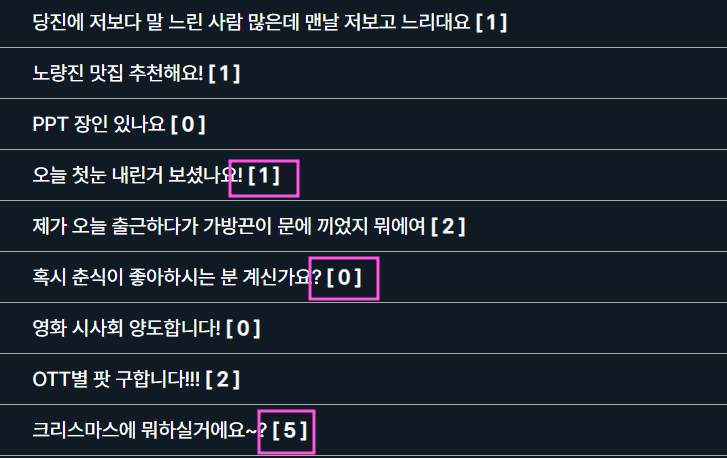 당진에 저보다 말 느린 사람 많은데 맨날 저보고 느리대요 [ 1 ]
노량진 맛집 추천해요! [ 1 ]
PPT 장인 있나요 [ 0 ]
오늘 첫눈 내린거 보셨나요! [ 1 ]
제가 오늘 출근하다가 가방끈이 문에 끼었지 뭐에여 [ 2 ]
혹시 춘식이 좋아하시는 분 계신가요? [ 0 ]
영화 시사회 양도합니다! [ 0 ]
OTT별 팟 구합니다!!! [ 2 ]
크리스마스에 뭐하실거에요~? [ 5 ]